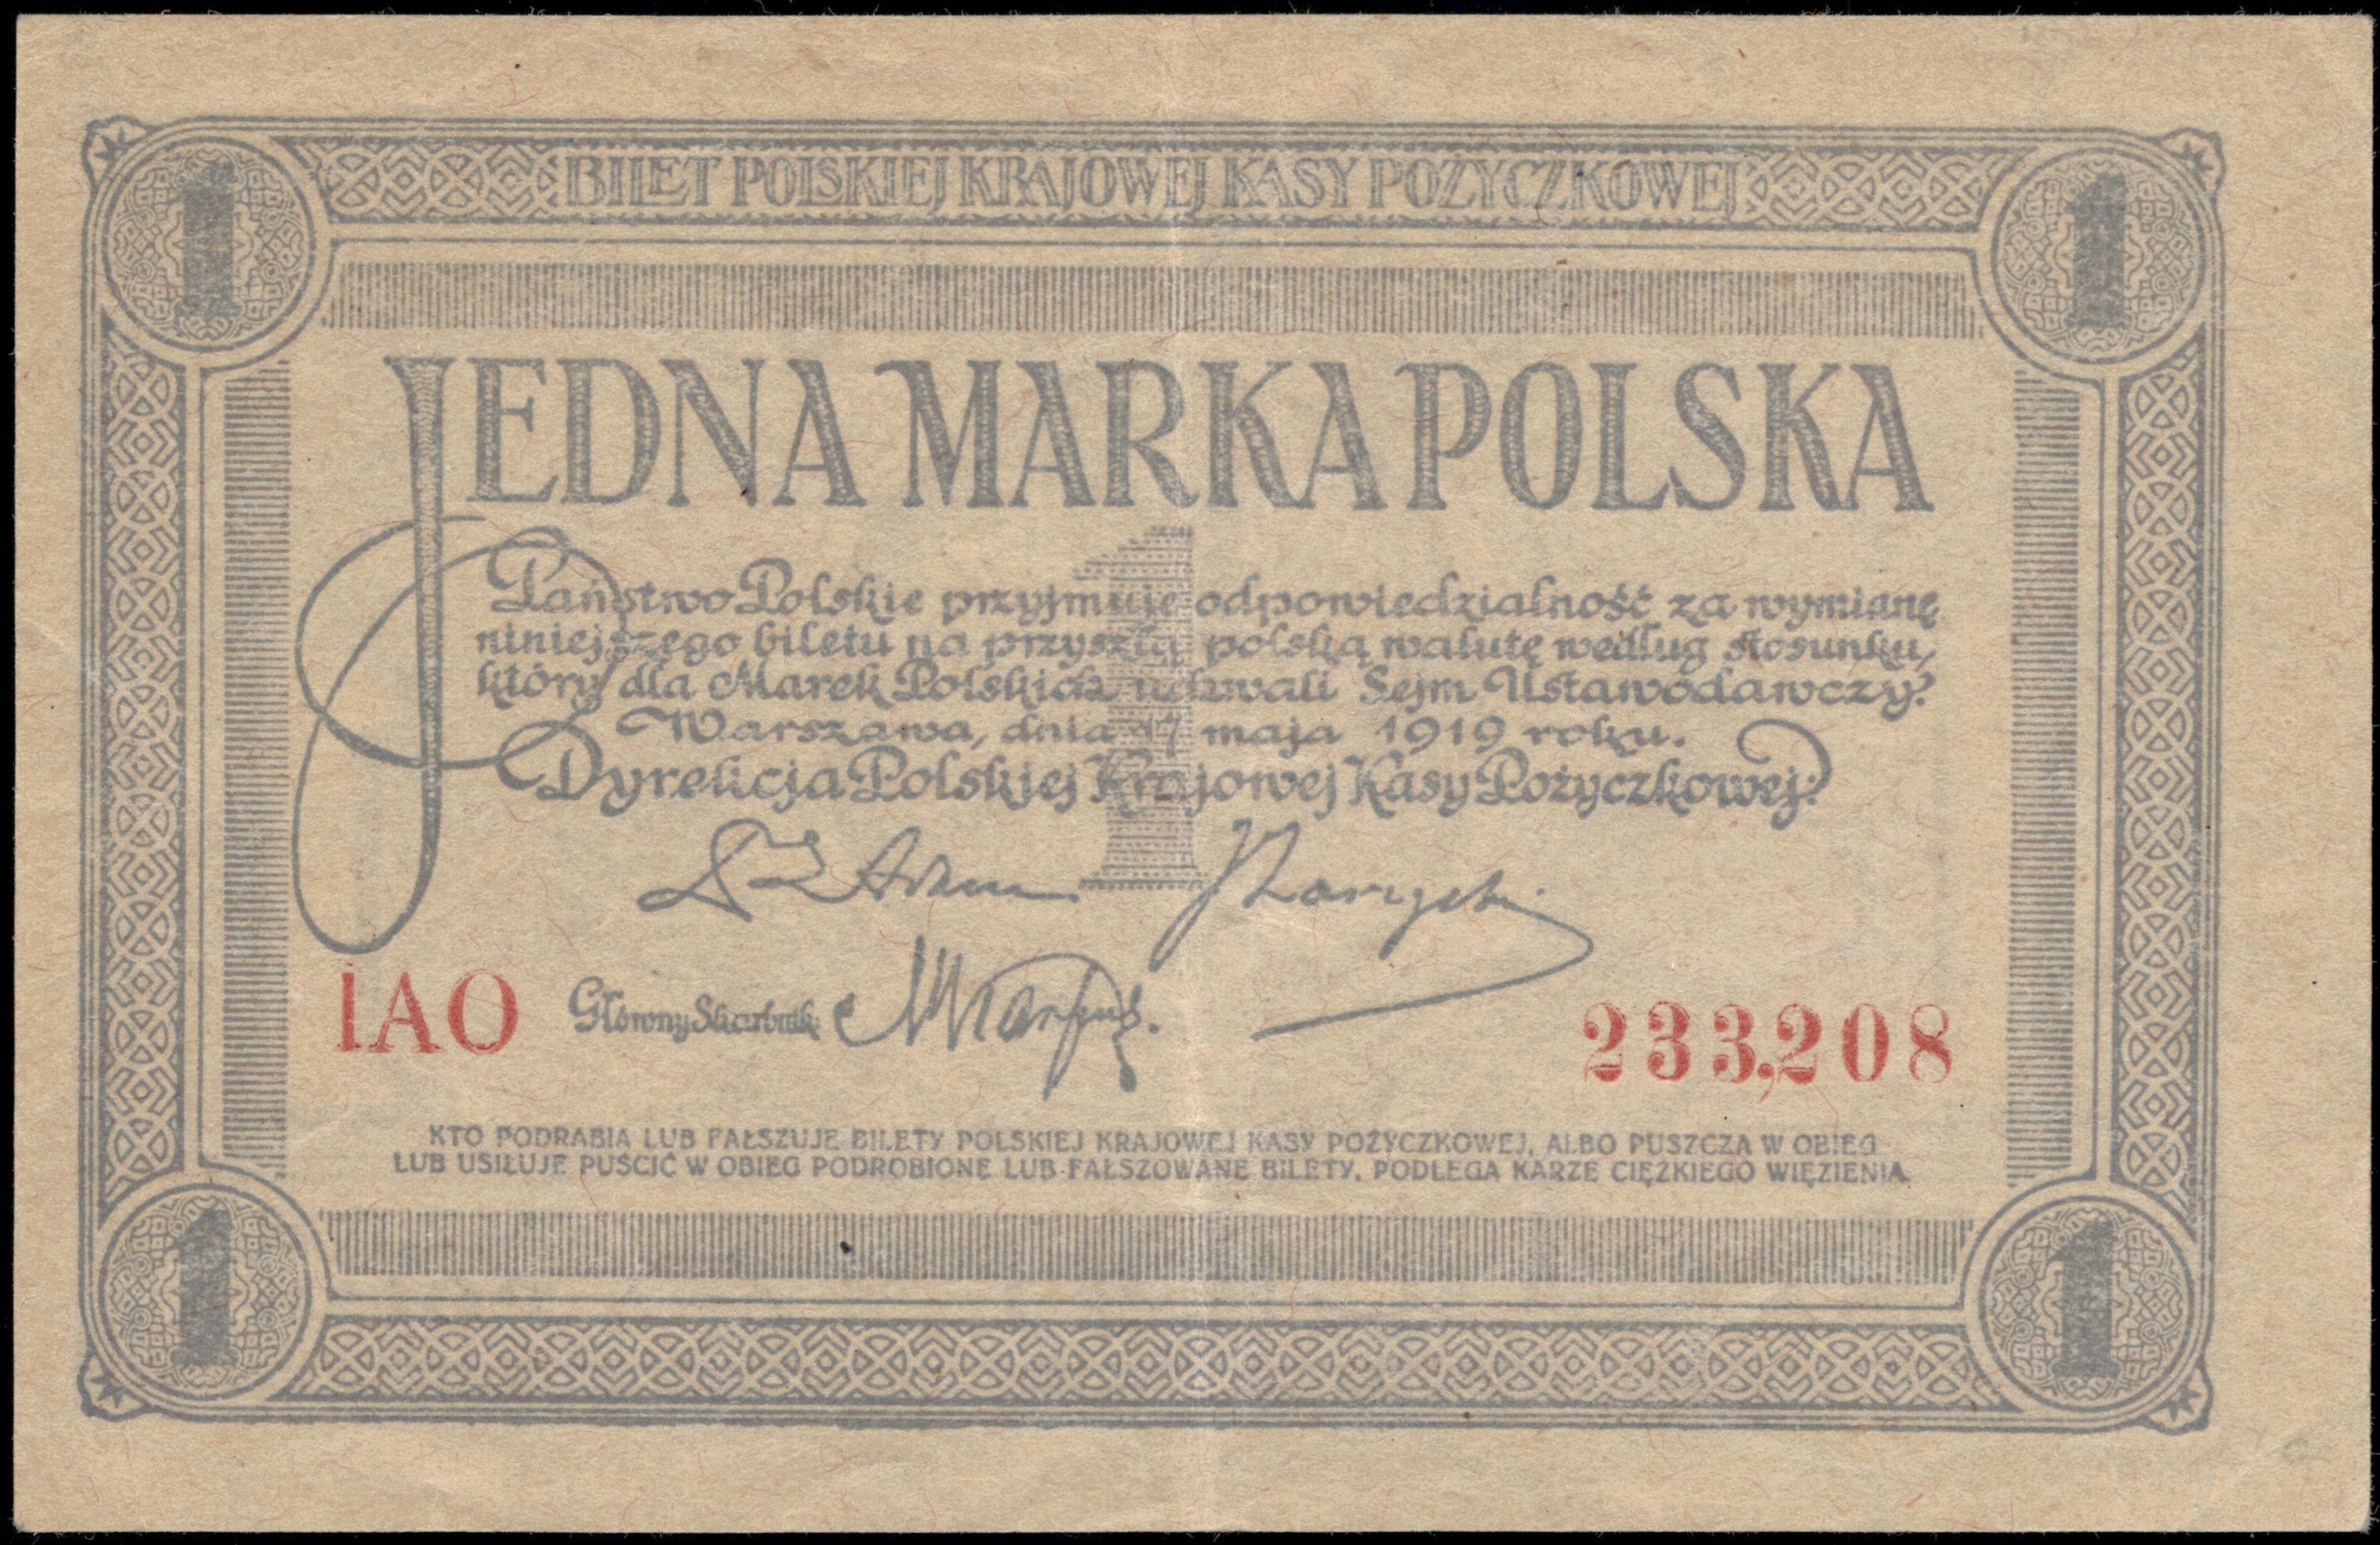 1 BILET POLSKIEJ KRAJOWEJ KASY POŻYCZKOWEJ 1
JEDNA MARKA POLSKA
1
Państwo Polskie przyjmuje odpowiedzialność za wymianę
niniejszego biletu na przyszłą polską walutę według stosunku,
który dla Marek Polskich uchwali Sejm Ustawodawczy.
Warszawa, dnia 17 maja 1919 roku.
Dyrekcja Polskiej Krajowej Kasy Pożyczkowej:
IAO Główny Skarbnik 233,208
KTO PODRABIA LUB FAŁSZUJE BILETY POLSKIEJ KRAJOWEJ KASY POŻYCZKOWEJ, ALBO PUSZCZA W OBIEG
LUB USIŁUJE PUŚCIĆ W OBIEG PODROBIONE LUB FAŁSZOWANE BILETY, PODLEGA KARZE CIĘŻKIEGO WIĘZIENIA
1 1